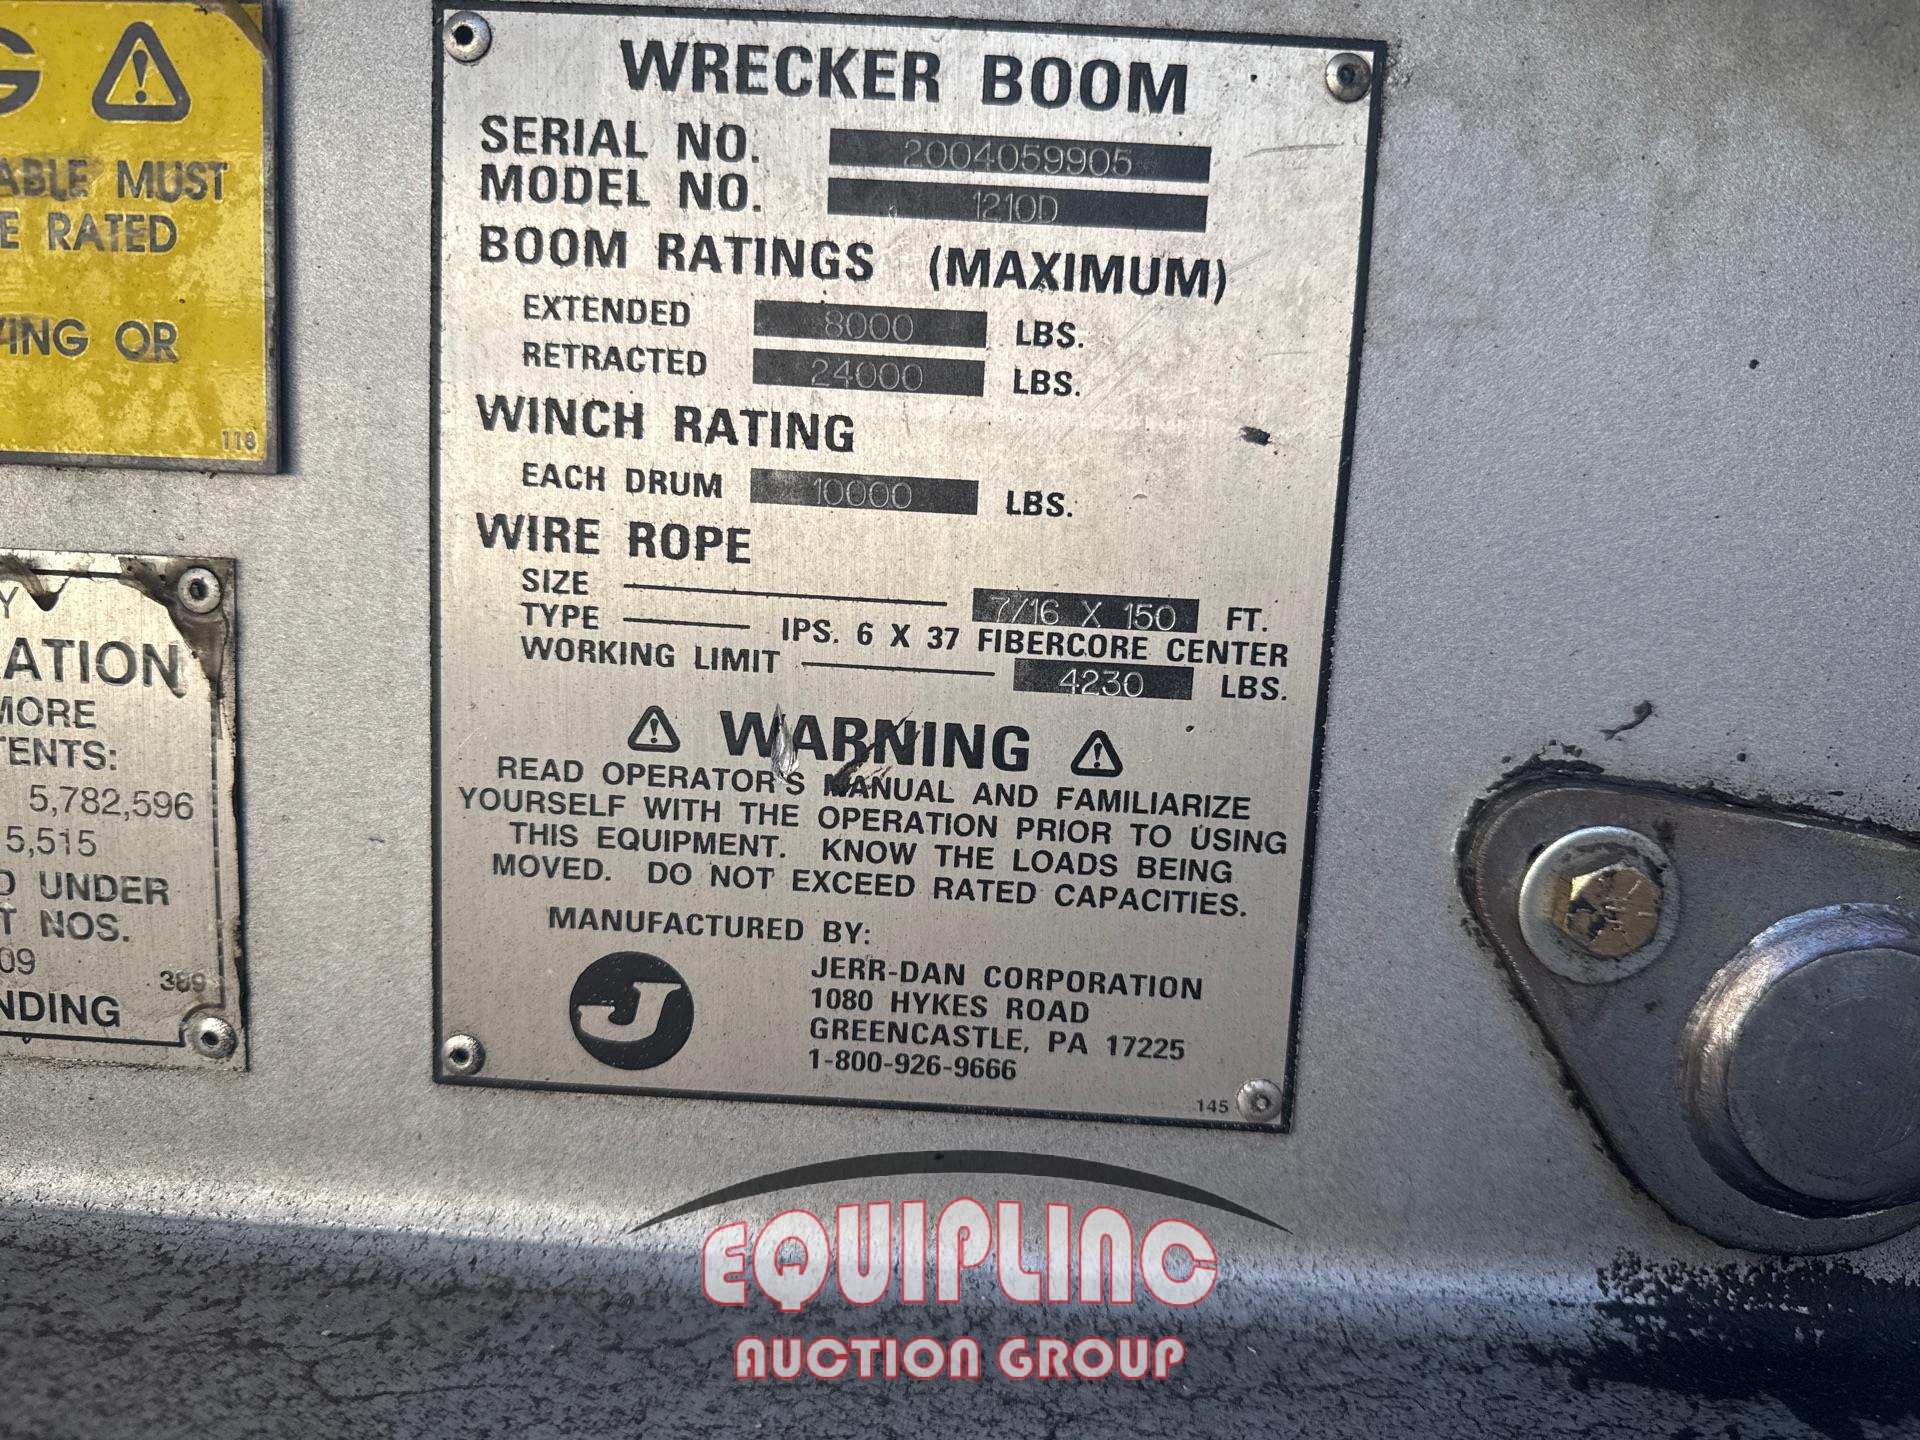 G
ABLE MUST
E RATED
ING OR
118
WRECKER BOOM
SERIAL NO. 2004059905
MODEL NO. 1210D
BOOM RATINGS (MAXIMUM)
EXTENDED 8000 LBS.
RETRACTED 24000 LBS.
WINCH RATING
EACH DRUM 10000 LBS.
WIRE ROPE
SIZE 7/16 X 150 FT.
TYPE IPS. 6 X 37 FIBERCORE CENTER
WORKING LIMIT 4230 LBS.
WARNING
READ OPERATOR'S MANUAL AND FAMILIARIZE
YOURSELF WITH THE OPERATION PRIOR TO USING
THIS EQUIPMENT. KNOW THE LOADS BEING
MOVED. DO NOT EXCEED RATED CAPACITIES.
MANUFACTURED BY:
J
JERR-DAN CORPORATION
1080 HYKES ROAD
GREENCASTLE, PA 17225
1-800-926-9666
145
Y
ATION
MORE
TENTS:
5,782,596
5,515
D UNDER
T NOS.
09
389
NDING
EQUIPLINC
AUCTION GROUP